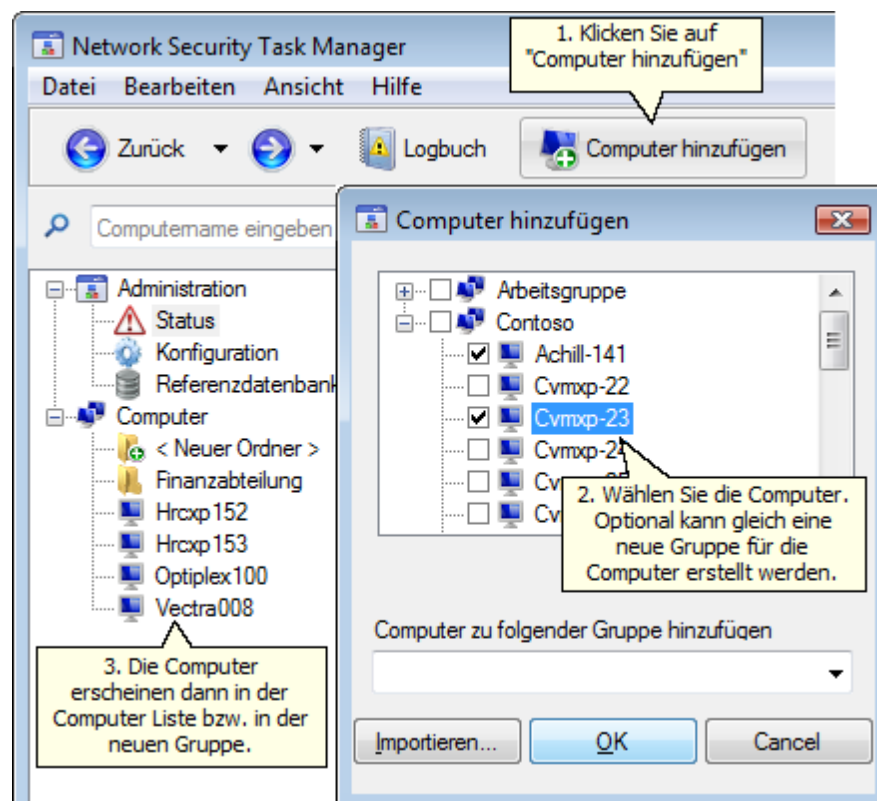 Network Security Task Manager
1. Klicken Sie auf
"Computer hinzufügen"
Datei Bearbeiten Ansicht Hilfe
Zurück Logbuch Computer hinzufügen
Computername eingeben
Administration
Status
Konfiguration
Referenzdatenbank
Computer
< Neuer Ordner >
Finanzabteilung
Hrcxp152
Hrcxp153
Optiplex100
Vectra008
3. Die Computer
erscheinen dann in der
Computer Liste bzw. in der
neuen Gruppe.
Computer hinzufügen
Arbeitsgruppe
Contoso
Achill-141
Cvmxp-22
Cvmxp-23
2. Wählen Sie die Computer.
Optional kann gleich eine
neue Gruppe für die
Computer erstellt werden.
Computer zu folgender Gruppe hinzufügen
Importieren... OK Cancel